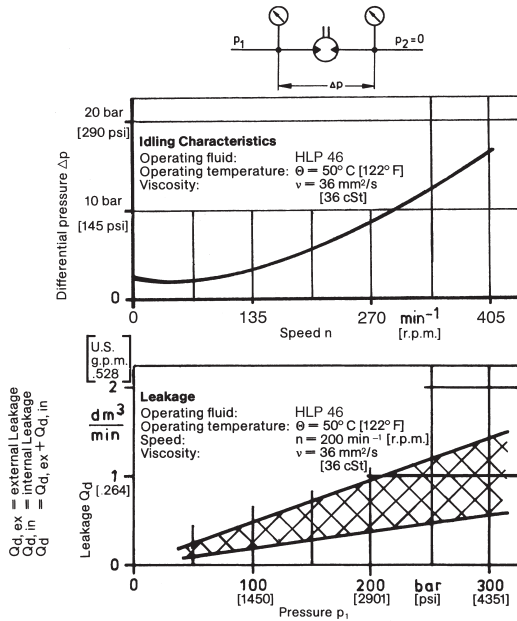 p1
p2=0
Δp
20 bar
[290 psi]
10 bar
[145 psi]
0
Differential pressure Δp
Idling Characteristics
Operating fluid: HLP 46
Operating temperature: Θ = 50° C [122° F]
Viscosity: ν = 36 mm²/s
[36 cSt]
0 135 270 min⁻¹ 405
Speed n [r.p.m.]
[U.S.
g.p.m.
.528]
2
dm³
min
1
[.264]
0
Leakage Qd
Qd, ex = external Leakage
Qd, in = internal Leakage
Qd = Qd, ex + Qd, in
Leakage
Operating fluid: HLP 46
Operating temperature: Θ = 50° C [122° F]
Speed: n = 200 min⁻¹ [r.p.m.]
Viscosity: ν = 36 mm²/s
[36 cSt]
0 100 200 bar 300
[1450] [2901] [psi] [4351]
Pressure p1